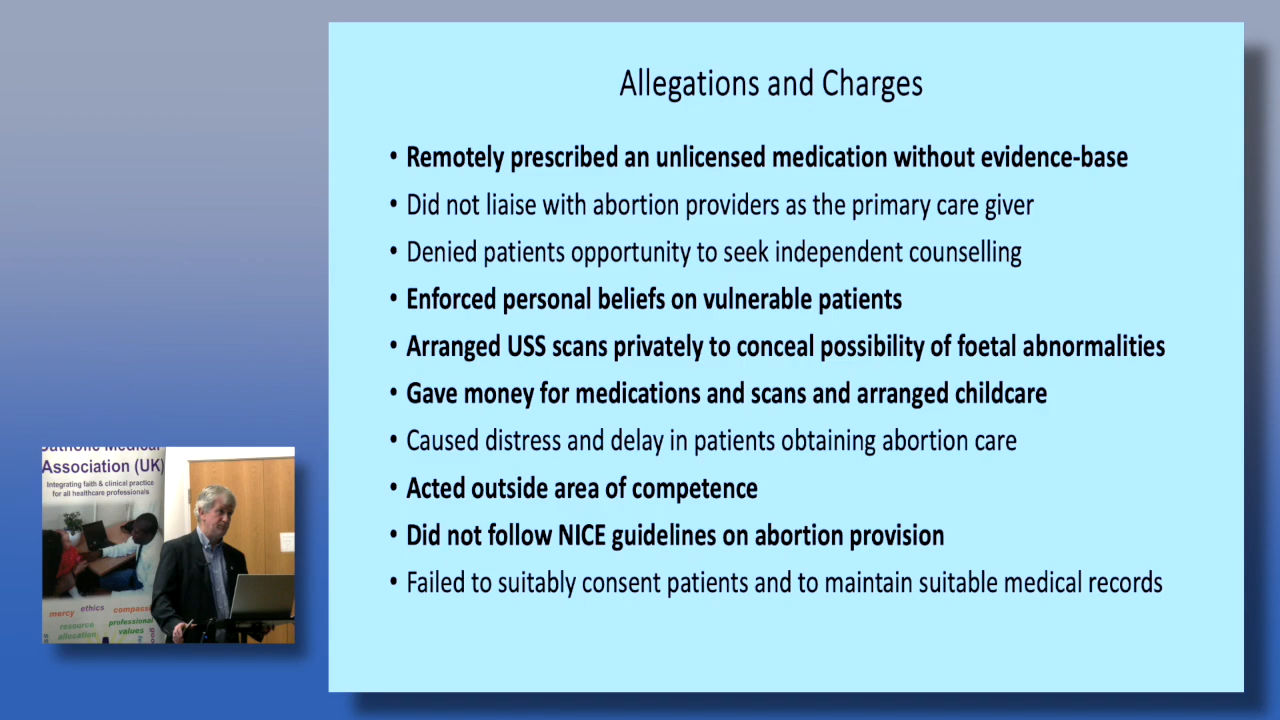 Allegations and Charges
• Remotely prescribed an unlicensed medication without evidence-base
• Did not liaise with abortion providers as the primary care giver
• Denied patients opportunity to seek independent counselling
• Enforced personal beliefs on vulnerable patients
• Arranged USS scans privately to conceal possibility of foetal abnormalities
• Gave money for medications and scans and arranged childcare
• Caused distress and delay in patients obtaining abortion care
• Acted outside area of competence
• Did not follow NICE guidelines on abortion provision
• Failed to suitably consent patients and to maintain suitable medical records
Catholic Medical
Association (UK)
Integrating faith & clinical practice
for all healthcare professionals
mercy ethics compass
resource professional
allocation values